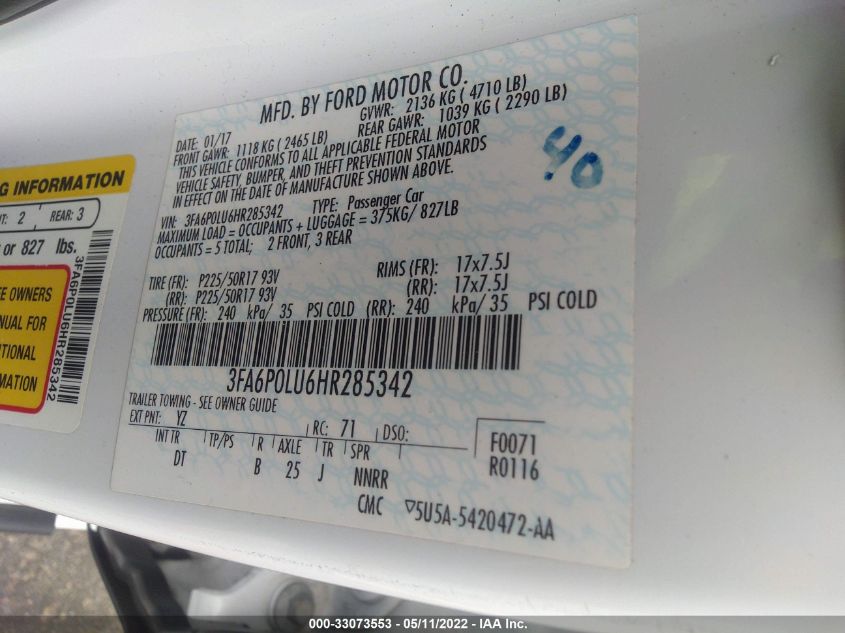 MFD. BY FORD MOTOR CO.
DATE: 01/17 GVWR: 2136 KG ( 4710 LB)
FRONT GAWR: 1118 KG ( 2465 LB) REAR GAWR: 1039 KG ( 2290 LB)
THIS VEHICLE CONFORMS TO ALL APPLICABLE FEDERAL MOTOR
VEHICLE SAFETY, BUMPER, AND THEFT PREVENTION STANDARDS
IN EFFECT ON THE DATE OF MANUFACTURE SHOWN ABOVE.
40
VIN: 3FA6P0LU6HR285342 TYPE: Passenger Car
MAXIMUM LOAD = OCCUPANTS + LUGGAGE = 375KG/ 827LB
OCCUPANTS = 5 TOTAL; 2 FRONT, 3 REAR
TIRE (FR): P225/50R17 93V RIMS (FR): 17x7.5J
(RR): P225/50R17 93V (RR): 17x7.5J
PRESSURE (FR): 240 kPa/ 35 PSI COLD (RR): 240 kPa/ 35 PSI COLD
3FA6P0LU6HR285342
TRAILER TOWING - SEE OWNER GUIDE
EXT PNT: YZ RC: 71 DSO:
INT TR TP/PS R AXLE TR SPR
DT B 25 J NNRR
F0071
R0116
CMC ▽5U5A-5420472-AA
INFORMATION
2 REAR: 3
or 827 lbs.
OWNERS
FOR
3FA6P0LU6HR285342
000-33073553 - 05/11/2022 - IAA Inc.